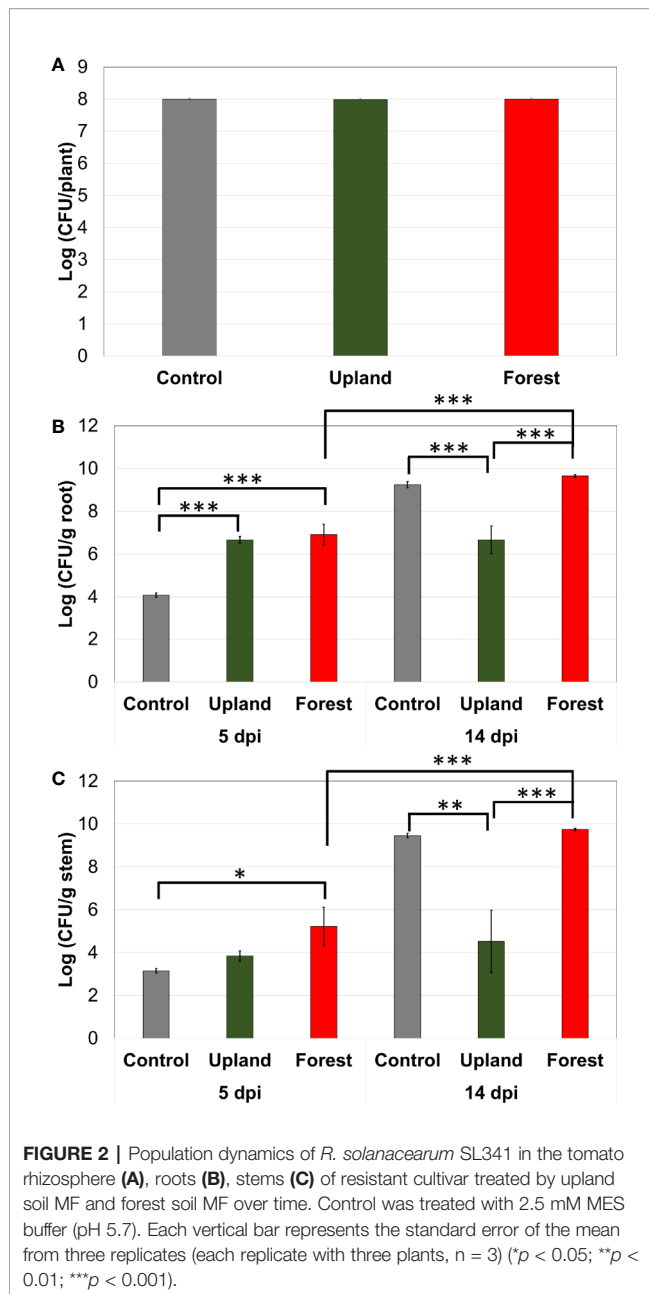 A
9
8
7
6
5
4
3
2
1
0
Log (CFU/plant)
Control Upland Forest
B
12
10
8
6
4
2
0
Log (CFU/g root)
***
*** ***
***
***
Control Upland Forest Control Upland Forest
5 dpi 14 dpi
C
12
10
8
6
4
2
0
Log (CFU/g stem)
***
** ***
*
Control Upland Forest Control Upland Forest
5 dpi 14 dpi
FIGURE 2 | Population dynamics of R. solanacearum SL341 in the tomato
rhizosphere (A), roots (B), stems (C) of resistant cultivar treated by upland
soil MF and forest soil MF over time. Control was treated with 2.5 mM MES
buffer (pH 5.7). Each vertical bar represents the standard error of the mean
from three replicates (each replicate with three plants, n = 3) (*p < 0.05; **p <
0.01; ***p < 0.001).